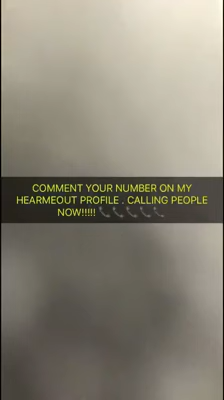 COMMENT YOUR NUMBER ON MY
HEARMEOUT PROFILE . CALLING PEOPLE
NOW!!!!! 📞📞📞📞📞